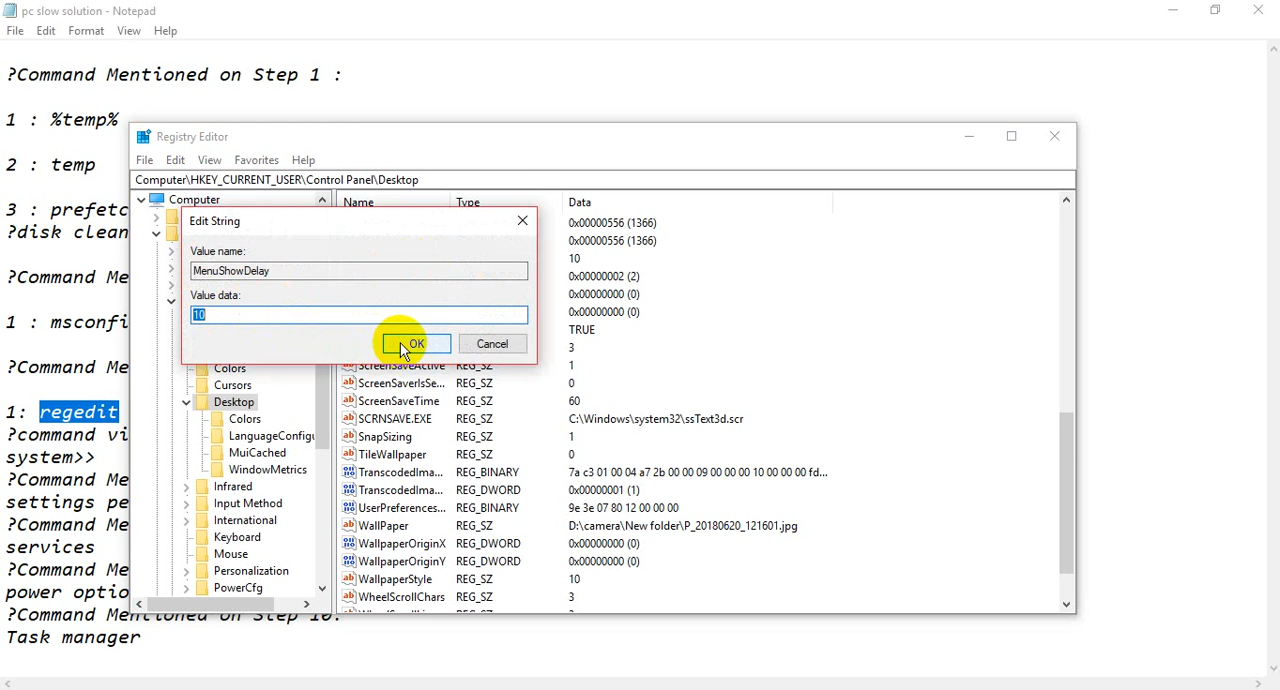 pc slow solution - Notepad
File Edit Format View Help
?Command Mentioned on Step 1 :
1 : %temp%
2 : temp
3 : prefetc
?disk clean
?Command Me
1 : msconfi
?Command Me
1: regedit
?command vi
system>>
?Command Me
settings pe
?Command Me
services
?Command Me
power optio
?Command Mentioned on Step 10:
Task manager
Registry Editor
File Edit View Favorites Help
Computer\HKEY_CURRENT_USER\Control Panel\Desktop
Computer
Colors
Cursors
Desktop
Colors
LanguageConfigu
MuiCached
WindowMetrics
Infrared
Input Method
International
Keyboard
Mouse
Personalization
PowerCfg
Name Type Data
0x00000556 (1366)
0x00000556 (1366)
10
0x00000002 (2)
0x00000000 (0)
0x00000000 (0)
TRUE
3
ScreenSaveActive REG_SZ 1
ScreenSaverIsSe... REG_SZ 0
ScreenSaveTime REG_SZ 60
SCRNSAVE.EXE REG_SZ C:\Windows\system32\ssText3d.scr
SnapSizing REG_SZ 1
TileWallpaper REG_SZ 0
TranscodedIma... REG_BINARY 7a c3 01 00 04 a7 2b 00 00 09 00 00 00 10 00 00 00 fd...
TranscodedIma... REG_DWORD 0x00000001 (1)
UserPreferences... REG_BINARY 9e 3e 07 80 12 00 00 00
WallPaper REG_SZ D:\camera\New folder\P_20180620_121601.jpg
WallpaperOriginX REG_DWORD 0x00000000 (0)
WallpaperOriginY REG_DWORD 0x00000000 (0)
WallpaperStyle REG_SZ 10
WheelScrollChars REG_SZ 3
Edit String
Value name:
MenuShowDelay
Value data:
10
OK Cancel